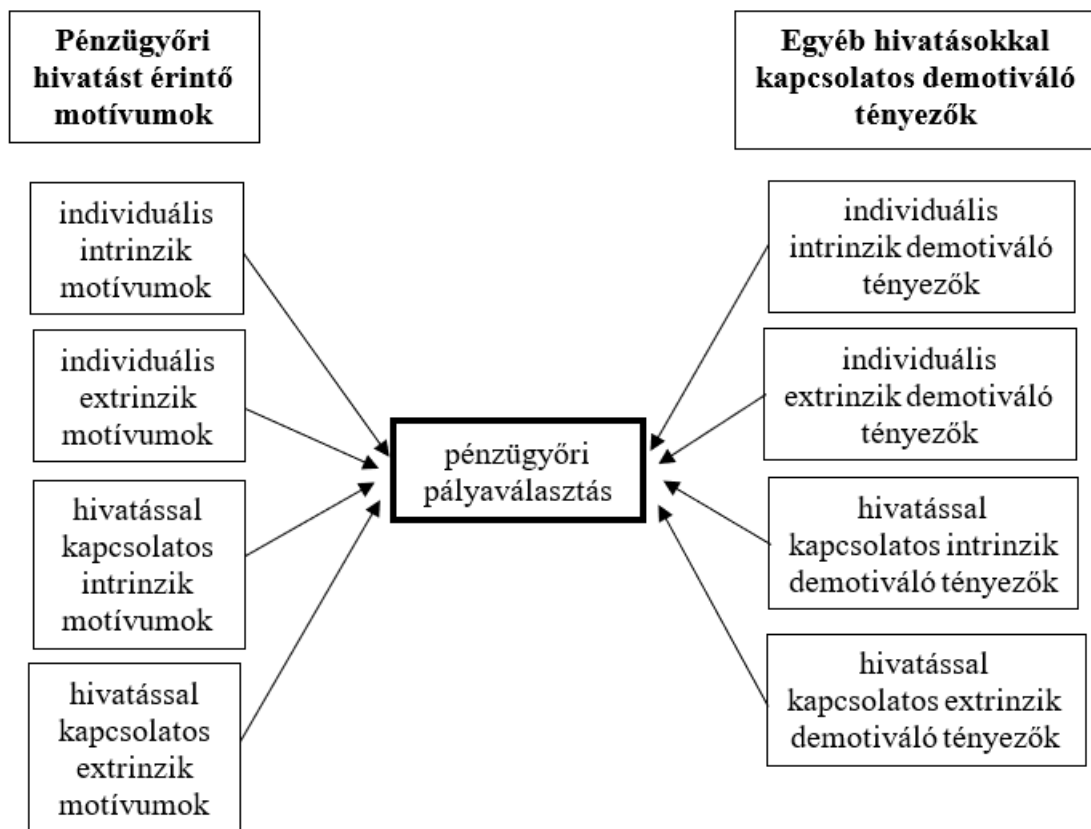 Pénzügyőri
hivatást érintő
motívumok
Egyéb hivatásokkal
kapcsolatos demotiváló
tényezők
individuális
intrinzik
motívumok
individuális
extrinzik
motívumok
hivatással
kapcsolatos
intrinzik
motívumok
hivatással
kapcsolatos
extrinzik
motívumok
pénzügyőri
pályaválasztás
individuális
intrinzik demotiváló
tényezők
individuális
extrinzik demotiváló
tényezők
hivatással
kapcsolatos intrinzik
demotiváló tényezők
hivatással
kapcsolatos extrinzik
demotiváló tényezők